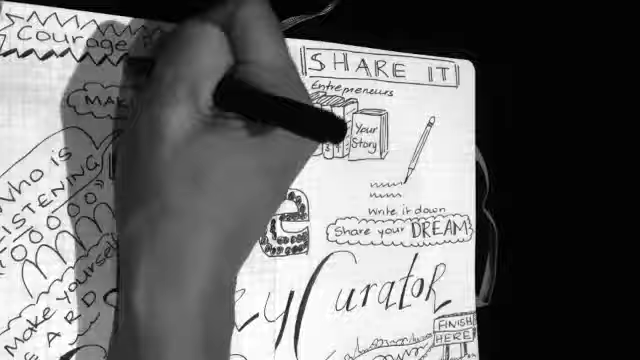 Courage
SHARE IT
MAK
Entrepreneurs
Your
Story
Who is
LISTENING
Write it down
Share your DREAM
Make yourself
EARD
y Curator
FINISH
HERE